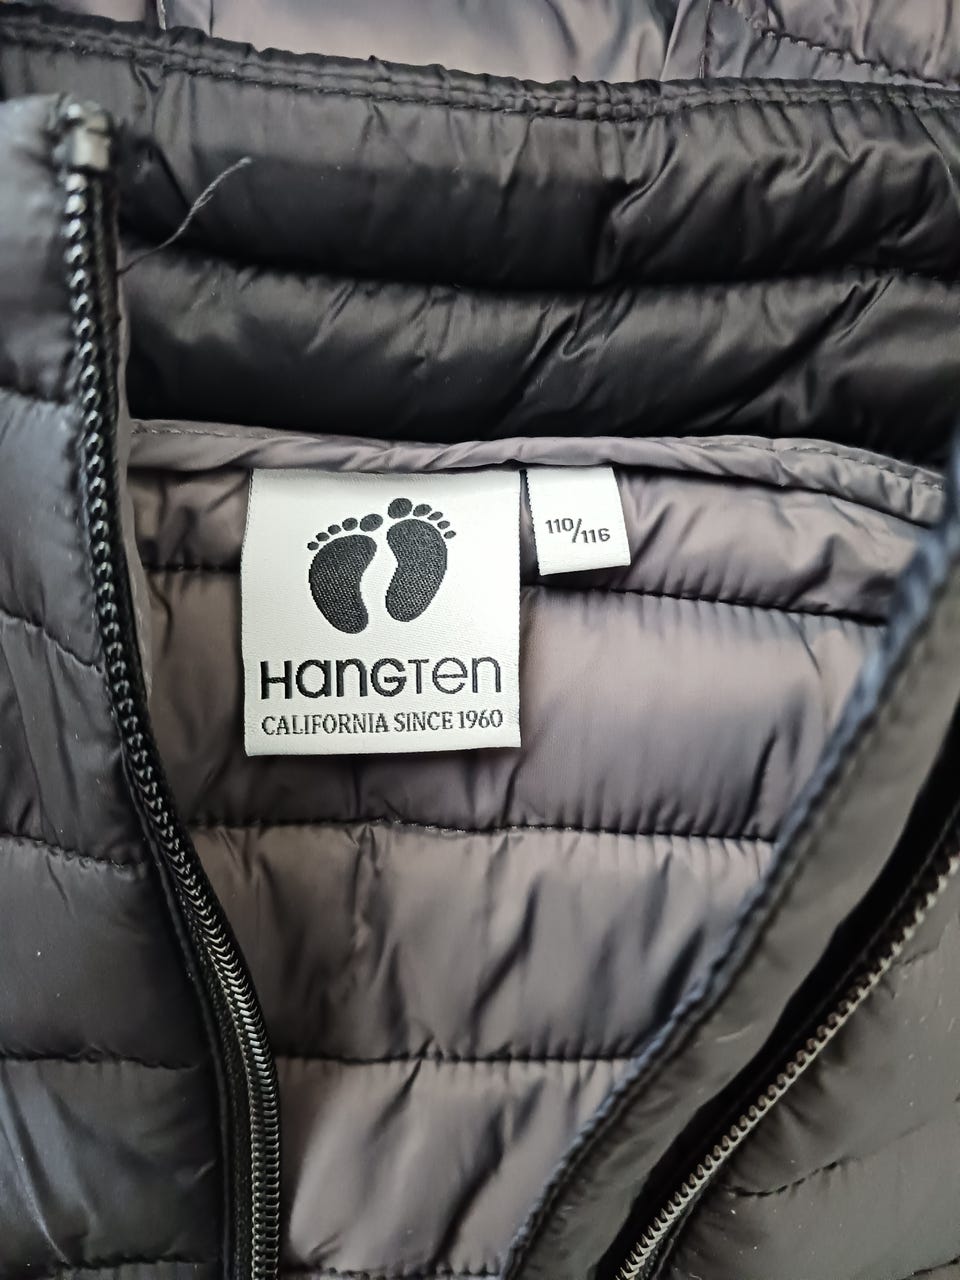 HANGTEN
CALIFORNIA SINCE 1960
110/116